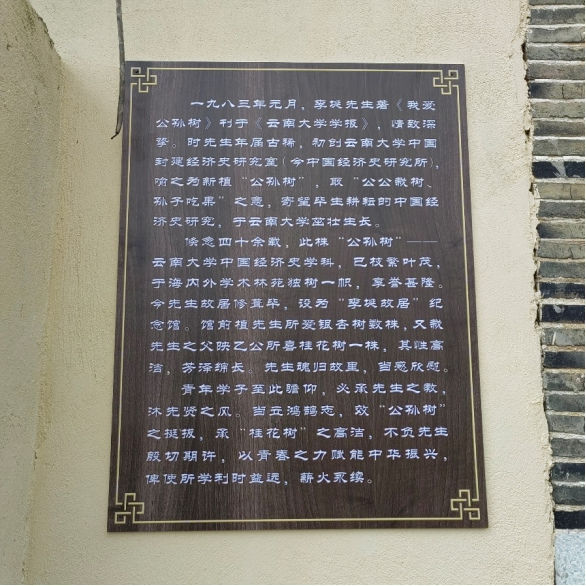 一九八三年元月，李埏先生著《我爱
公孙树》刊于《云南大学学报》，情致深
挚。时先生年届古稀，初创云南大学中国
封建经济史研究室（今中国经济史研究所），
喻之为新植“公孙树”，取“公公栽树、
孙子吃果”之意，寄望毕生耕耘的中国经
济史研究，于云南大学茁壮生长。
倏忽四十余载，此株“公孙树”——
云南大学中国经济史学科，已枝繁叶茂，
于海内外学术林苑独树一帜，享誉甚隆。
今先生故居修葺毕，设为“李埏故居”纪
念馆。馆前植先生所爱银杏树数株，又栽
先生之父映乙公所喜桂花树一株，其性高
洁，芳泽绵长。先生魂归故里，当感欣慰。
青年学子至此瞻仰，必承先生之教，
沐先贤之风。当立鸿鹄志，效“公孙树”
之挺拔，承“桂花树”之高洁，不负先生
殷切期许，以青春之力赋能中华振兴，
俾使所学利时益远，薪火永续。